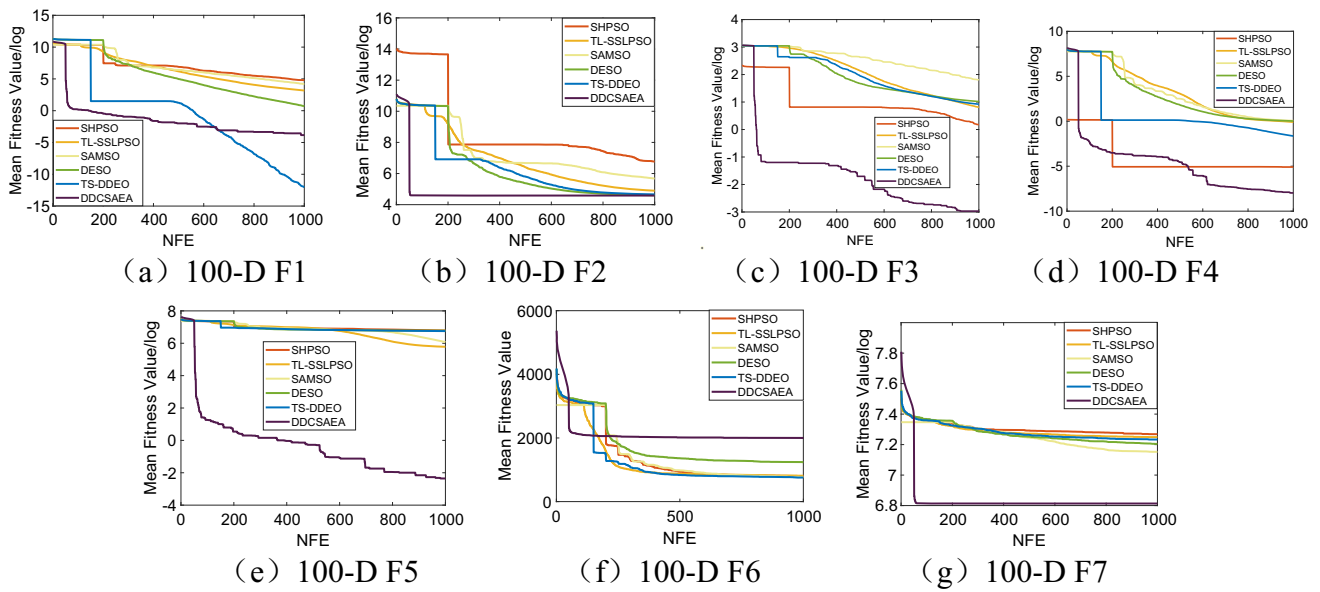 15
10
5
0
-5
-10
-15
Mean Fitness Value/log
0 200 400 600 800 1000
NFE
SHPSO
TL-SSLPSO
SAMSO
DESO
TS-DDEO
DDCSAEA
(a) 100-D F1
16
14
12
10
8
6
4
Mean Fitness Value/log
0 200 400 600 800 1000
NFE
SHPSO
TL-SSLPSO
SAMSO
DESO
TS-DDEO
DDCSAEA
(b) 100-D F2
4
3
2
1
0
-1
-2
-3
Mean Fitness Value/log
0 200 400 600 800 1000
NFE
SHPSO
TL-SSLPSO
SAMSO
DESO
TS-DDEO
DDCSAEA
(c) 100-D F3
10
5
0
-5
-10
Mean Fitness Value/log
0 200 400 600 800 1000
NFE
SHPSO
TL-SSLPSO
SAMSO
DESO
TS-DDEO
DDCSAEA
(d) 100-D F4
8
6
4
2
0
-2
-4
Mean Fitness Value/log
0 200 400 600 800 1000
NFE
SHPSO
TL-SSLPSO
SAMSO
DESO
TS-DDEO
DDCSAEA
(e) 100-D F5
6000
4000
2000
0
Mean Fitness Value
0 500 1000
NFE
SHPSO
TL-SSLPSO
SAMSO
DESO
TS-DDEO
DDCSAEA
(f) 100-D F6
7.8
7.6
7.4
7.2
7
6.8
Mean Fitness Value/log
0 200 400 600 800 1000
NFE
SHPSO
TL-SSLPSO
SAMSO
DESO
TS-DDEO
DDCSAEA
(g) 100-D F7